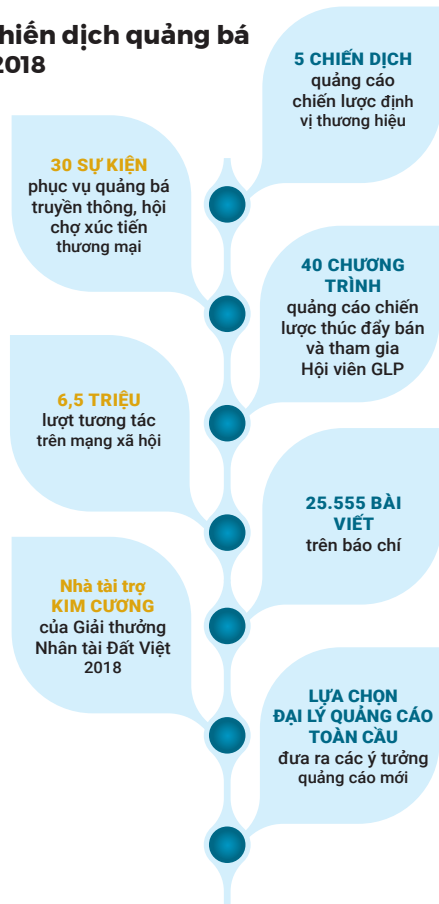 hiến dịch quảng bá
2018
5 CHIẾN DỊCH
quảng cáo
chiến lược định
vị thương hiệu
30 SỰ KIỆN
phục vụ quảng bá
truyền thông, hội
chợ xúc tiến
thương mại
40 CHƯƠNG
TRÌNH
quảng cáo chiến
lược thúc đẩy bán
và tham gia
Hội viên GLP
6,5 TRIỆU
lượt tương tác
trên mạng xã hội
25.555 BÀI
VIẾT
trên báo chí
Nhà tài trợ
KIM CƯƠNG
của Giải thưởng
Nhân tài Đất Việt
2018
LỰA CHỌN
ĐẠI LÝ QUẢNG CÁO
TOÀN CẦU
đưa ra các ý tưởng
quảng cáo mới